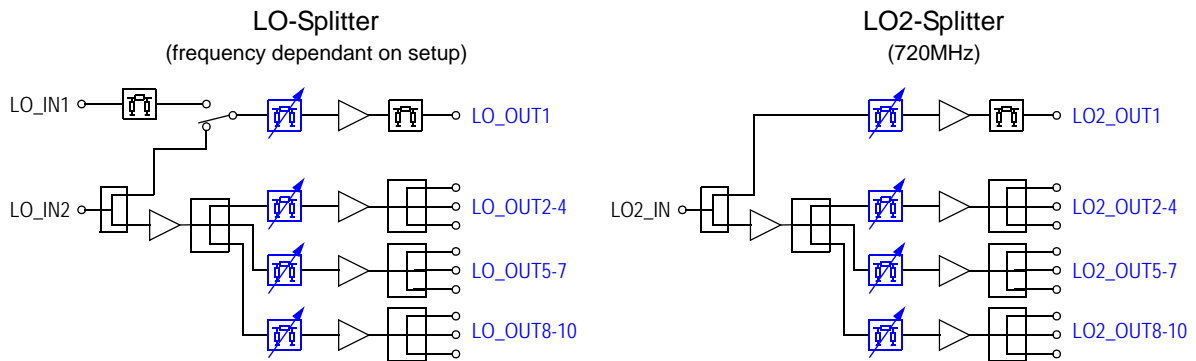 LO-Splitter
(frequency dependant on setup)
LO_IN1
LO_OUT1
LO_IN2
LO_OUT2-4
LO_OUT5-7
LO_OUT8-10
LO2-Splitter
(720MHz)
LO2_OUT1
LO2_IN
LO2_OUT2-4
LO2_OUT5-7
LO2_OUT8-10